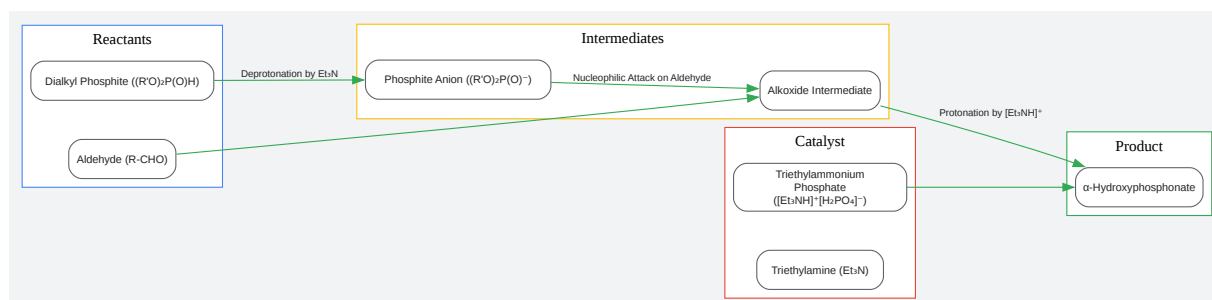 Reactants
Dialkyl Phosphite ((R'O)₂P(O)H)
Aldehyde (R-CHO)
Deprotonation by Et₃N
Intermediates
Phosphite Anion ((R'O)₂P(O)⁻)
Nucleophilic Attack on Aldehyde
Alkoxide Intermediate
Protonation by [Et₃NH]⁺
Catalyst
Triethylammonium
Phosphate
([Et₃NH]⁺[H₂PO₄]⁻)
Triethylamine (Et₃N)
Product
α-Hydroxyphosphonate